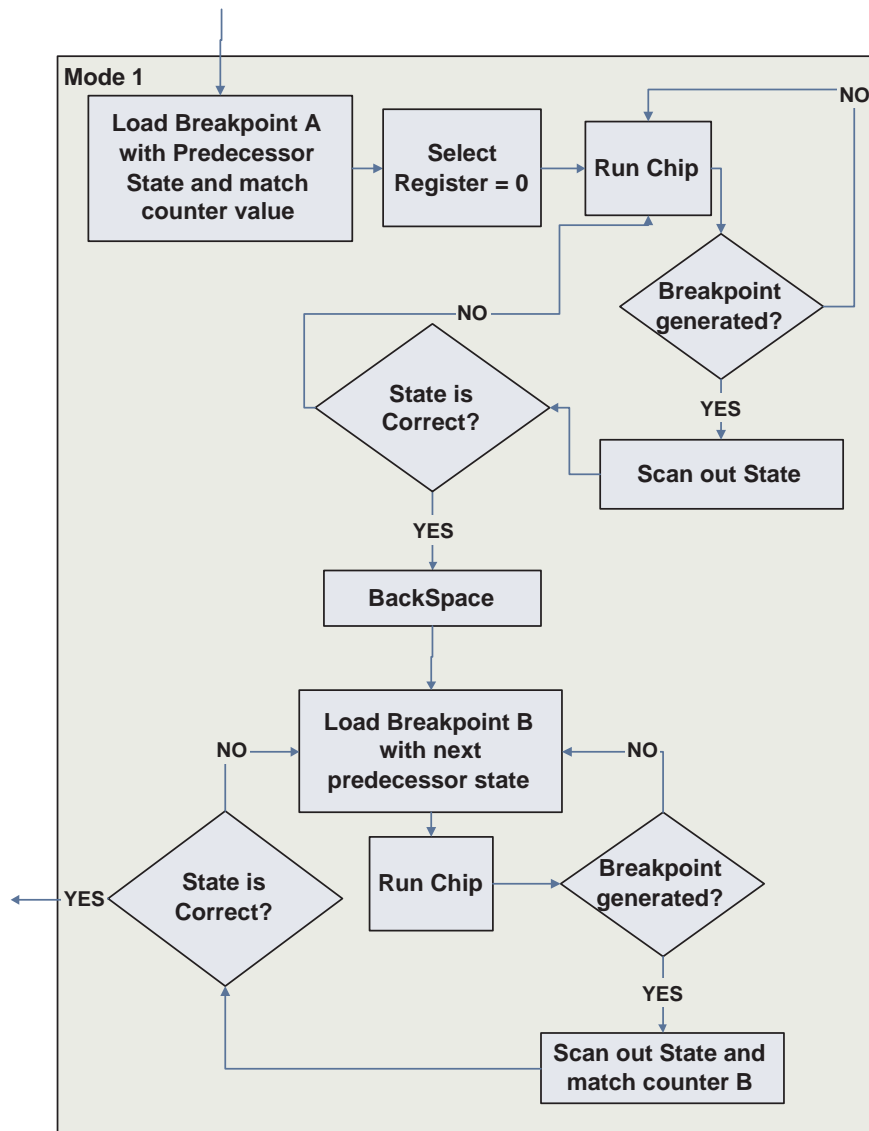 Mode 1
Load Breakpoint A
with Predecessor
State and match
counter value
Select
Register = 0
Run Chip
NO
Breakpoint
generated?
NO
State is
Correct?
YES
Scan out State
YES
BackSpace
Load Breakpoint B
with next
predecessor state
NO
NO
Run Chip
Breakpoint
generated?
State is
Correct?
YES
YES
Scan out State and
match counter B